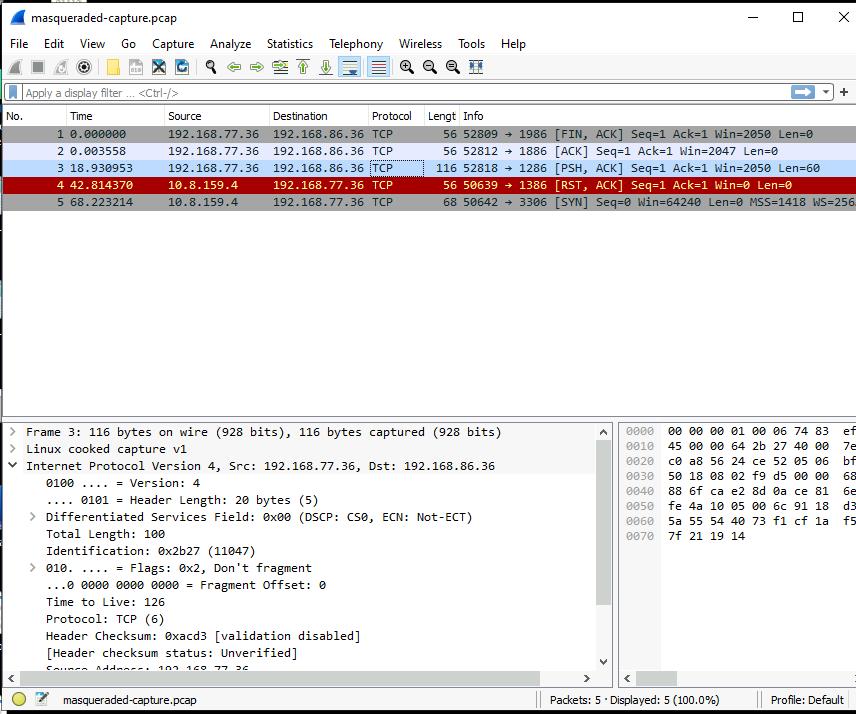 masqueraded-capture.pcap
File Edit View Go Capture Analyze Statistics Telephony Wireless Tools Help
Apply a display filter ... <Ctrl-/>
No. Time Source Destination Protocol Lengt Info
1 0.000000 192.168.77.36 192.168.86.36 TCP 56 52809 → 1986 [FIN, ACK] Seq=1 Ack=1 Win=2050 Len=0
2 0.003558 192.168.77.36 192.168.86.36 TCP 56 52812 → 1886 [ACK] Seq=1 Ack=1 Win=2047 Len=0
3 18.930953 192.168.77.36 192.168.86.36 TCP 116 52818 → 1286 [PSH, ACK] Seq=1 Ack=1 Win=2050 Len=60
4 42.814370 10.8.159.4 192.168.77.36 TCP 56 50639 → 1386 [RST, ACK] Seq=1 Ack=1 Win=0 Len=0
5 68.223214 10.8.159.4 192.168.77.36 TCP 68 50642 → 3306 [SYN] Seq=0 Win=64240 Len=0 MSS=1418 WS=256
Frame 3: 116 bytes on wire (928 bits), 116 bytes captured (928 bits)
Linux cooked capture v1
Internet Protocol Version 4, Src: 192.168.77.36, Dst: 192.168.86.36
0100 .... = Version: 4
.... 0101 = Header Length: 20 bytes (5)
Differentiated Services Field: 0x00 (DSCP: CS0, ECN: Not-ECT)
Total Length: 100
Identification: 0x2b27 (11047)
010. .... = Flags: 0x2, Don't fragment
...0 0000 0000 0000 = Fragment Offset: 0
Time to Live: 126
Protocol: TCP (6)
Header Checksum: 0xacd3 [validation disabled]
[Header checksum status: Unverified]
Source Address: 192.168.77.36
0000 00 00 00 01 00 06 74 83 ef
0010 45 00 00 64 2b 27 40 00 7e
0020 c0 a8 56 24 ce 52 05 06 bf
0030 50 18 08 02 f9 d5 00 00 68
0040 88 6f ca e2 8d 0a ce 81 6e
0050 fe 4a 10 05 00 6c 91 18 d3
0060 5a 55 54 40 73 f1 cf 1a f5
0070 7f 21 19 14
masqueraded-capture.pcap
Packets: 5 · Displayed: 5 (100.0%)
Profile: Default